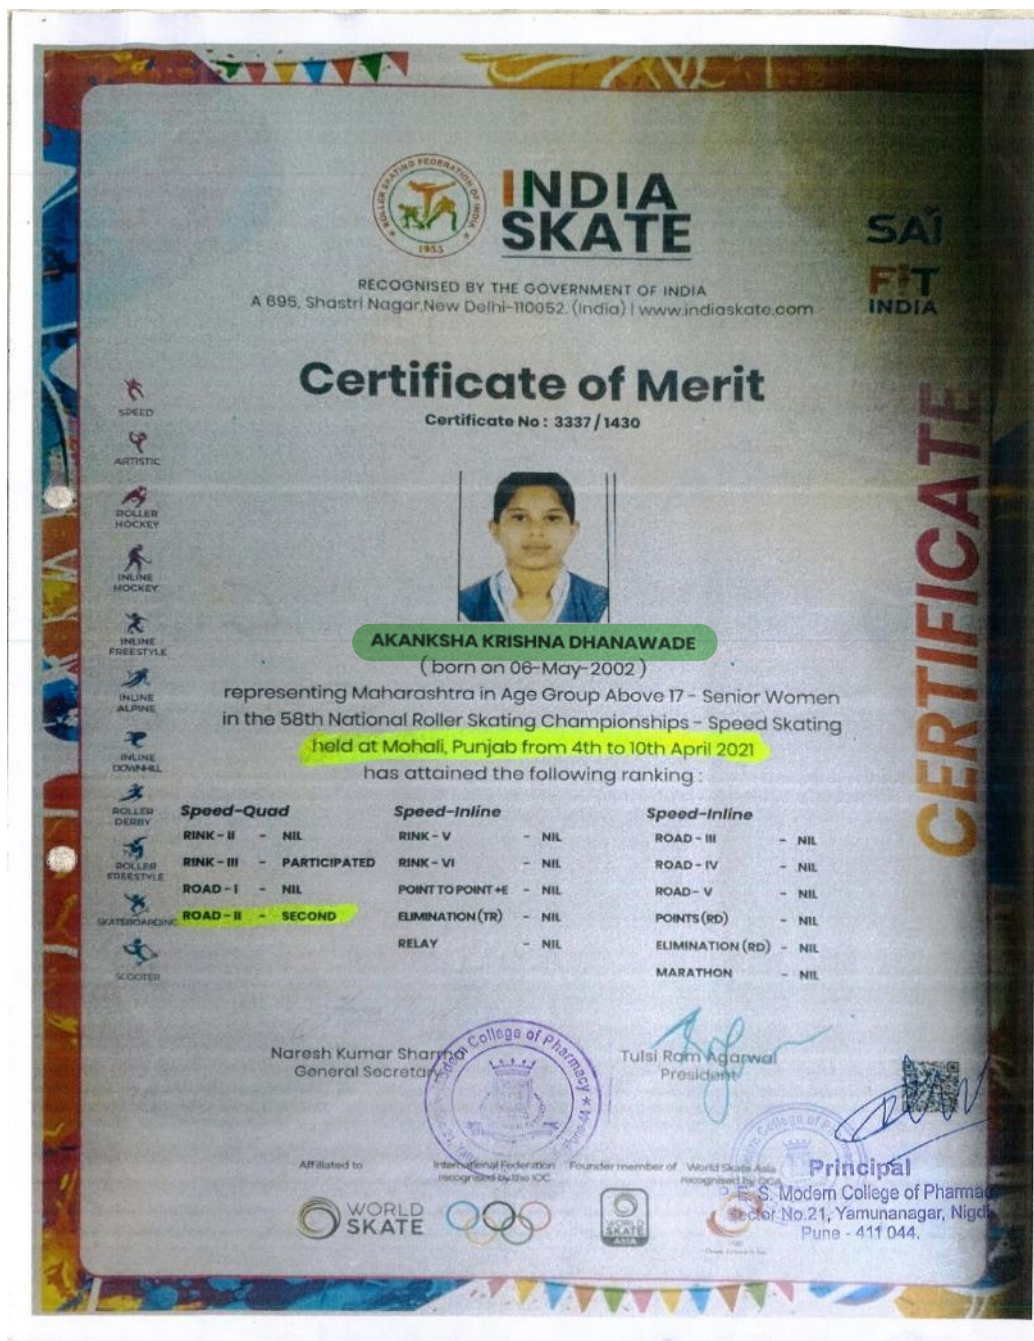 ROLLER SKATING FEDERATION OF INDIA
1955
INDIA
SKATE
SAI
FIT
INDIA
RECOGNISED BY THE GOVERNMENT OF INDIA
A 695, Shastri Nagar,New Delhi-110052. (India) | www.indiaskate.com
Certificate of Merit
Certificate No : 3337 / 1430
CERTIFICATE
SPEED
ARTISTIC
ROLLER
HOCKEY
INLINE
HOCKEY
INLINE
FREESTYLE
INLINE
ALPINE
INLINE
DOWNHILL
ROLLER
DERBY
ROLLER
FREESTYLE
SKATEBOARDING
SCOOTER
AKANKSHA KRISHNA DHANAWADE
( born on 06-May-2002 )
representing Maharashtra in Age Group Above 17 - Senior Women
in the 58th National Roller Skating Championships - Speed Skating
held at Mohali, Punjab from 4th to 10th April 2021
has attained the following ranking :
Speed-Quad
RINK - II - NIL
RINK - III - PARTICIPATED
ROAD - I - NIL
ROAD - II - SECOND
Speed-Inline
RINK - V - NIL
RINK - VI - NIL
POINT TO POINT +E - NIL
ELIMINATION (TR) - NIL
RELAY - NIL
Speed-Inline
ROAD - III - NIL
ROAD - IV - NIL
ROAD - V - NIL
POINTS (RD) - NIL
ELIMINATION (RD) - NIL
MARATHON - NIL
Naresh Kumar Sharma
General Secretary
Tulsi Ram Agarwal
President
Modern College of Pharmacy
Principal
P. E. S. Modern College of Pharmac
Sector No.21, Yamunanagar, Nigdi
Pune - 411 044.
Affiliated to
International Federation
recognised by the IOC
Founder member of
World Skate Asia
recognised by OCA
WORLD
SKATE
WORLD
SKATE
ASIA